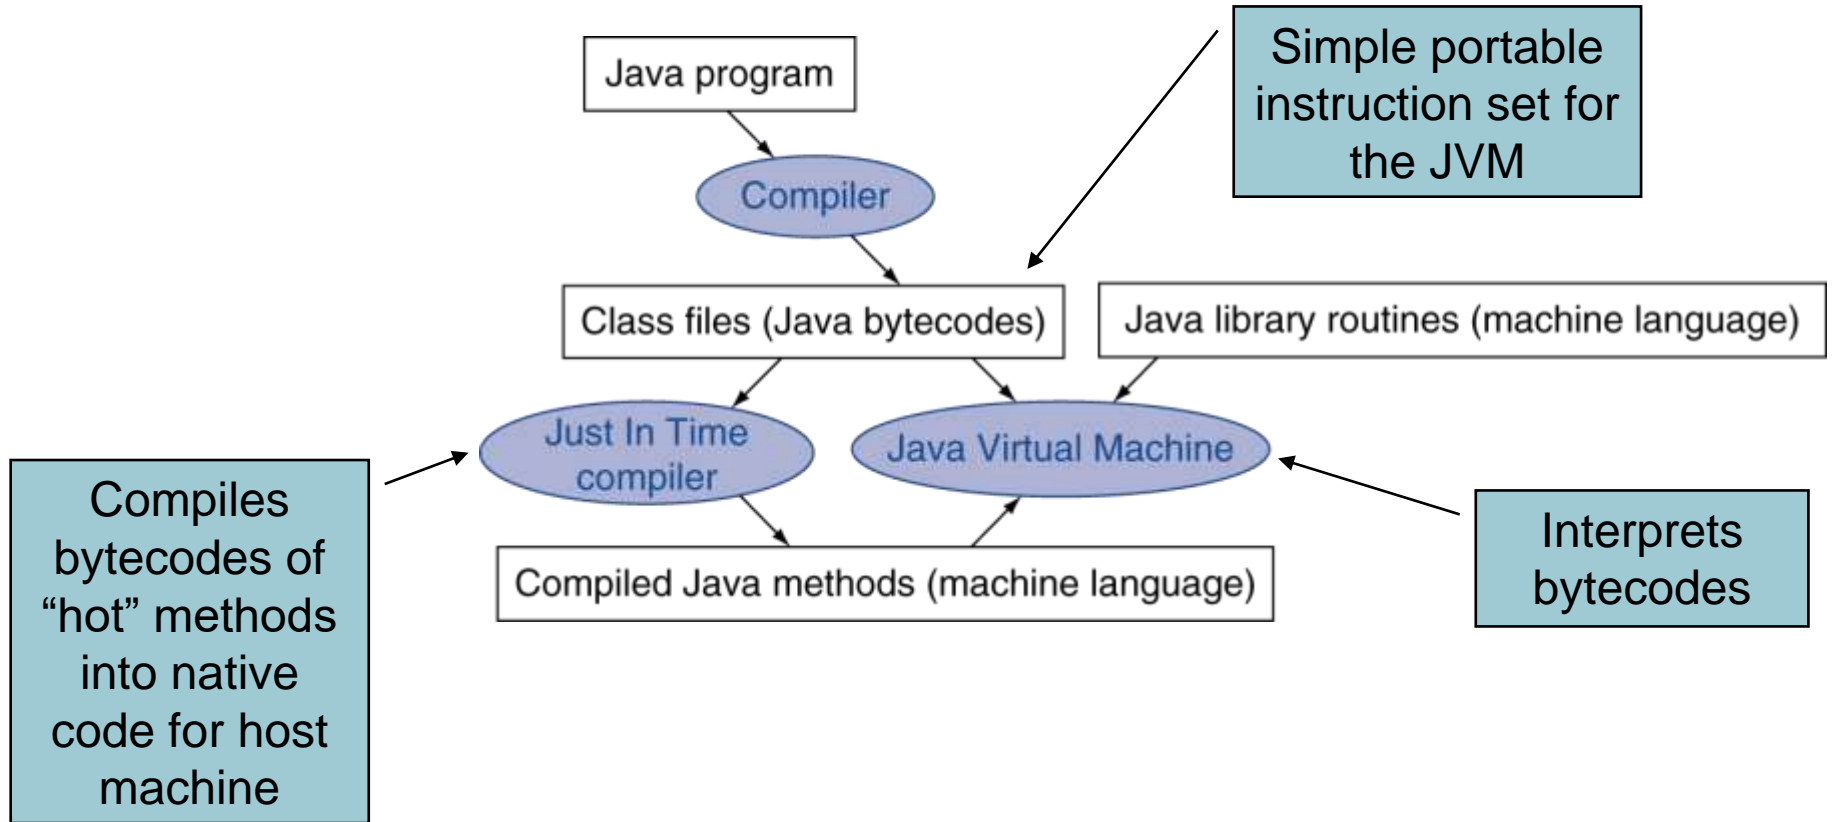 Java program
Simple portable
instruction set for
the JVM
Compiler
Class files (Java bytecodes)
Java library routines (machine language)
Just In Time
compiler
Java Virtual Machine
Compiles
bytecodes of
“hot” methods
into native
code for host
machine
Interprets
bytecodes
Compiled Java methods (machine language)